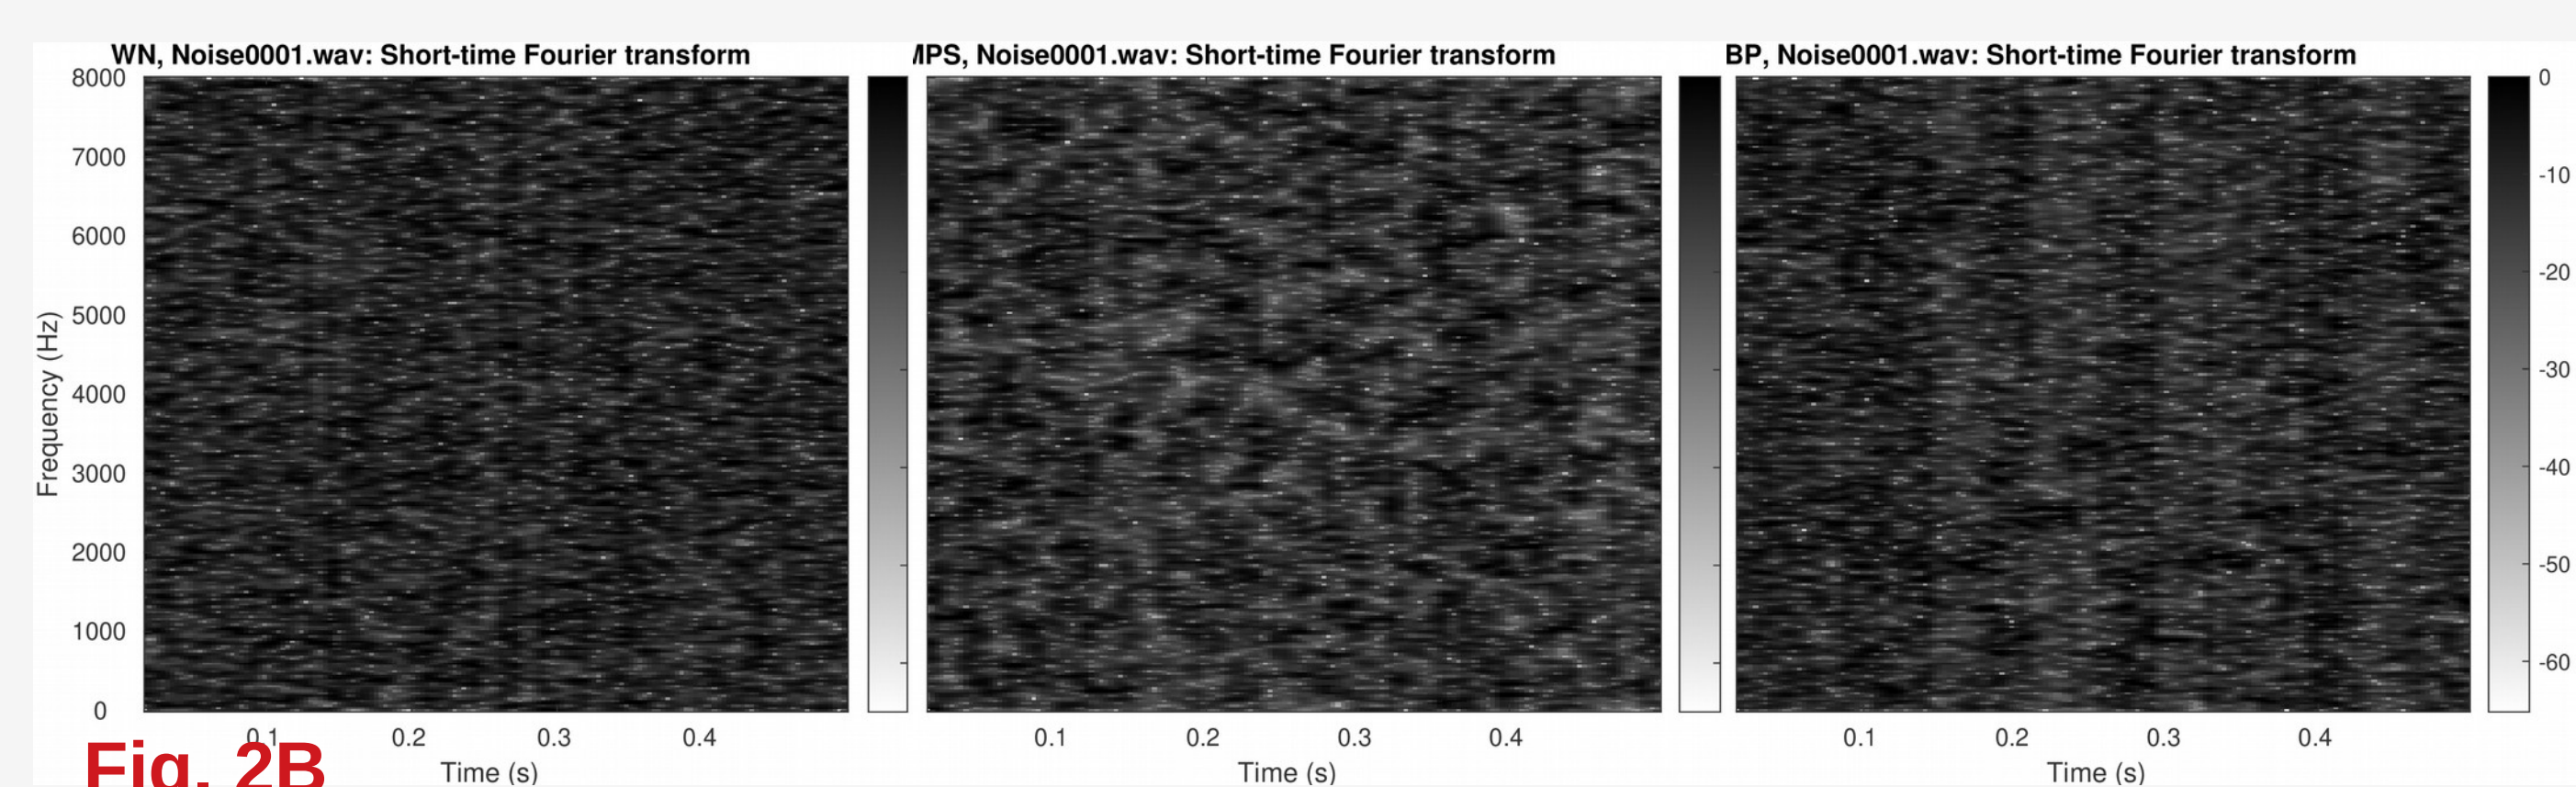 WN, Noise0001.wav: Short-time Fourier transform
MPS, Noise0001.wav: Short-time Fourier transform
BP, Noise0001.wav: Short-time Fourier transform
Frequency (Hz)
8000
7000
6000
5000
4000
3000
2000
1000
0
0
-10
-20
-30
-40
-50
-60
0.1 0.2 0.3 0.4
0.1 0.2 0.3 0.4
0.1 0.2 0.3 0.4
Time (s)
Time (s)
Time (s)
Fig. 2B